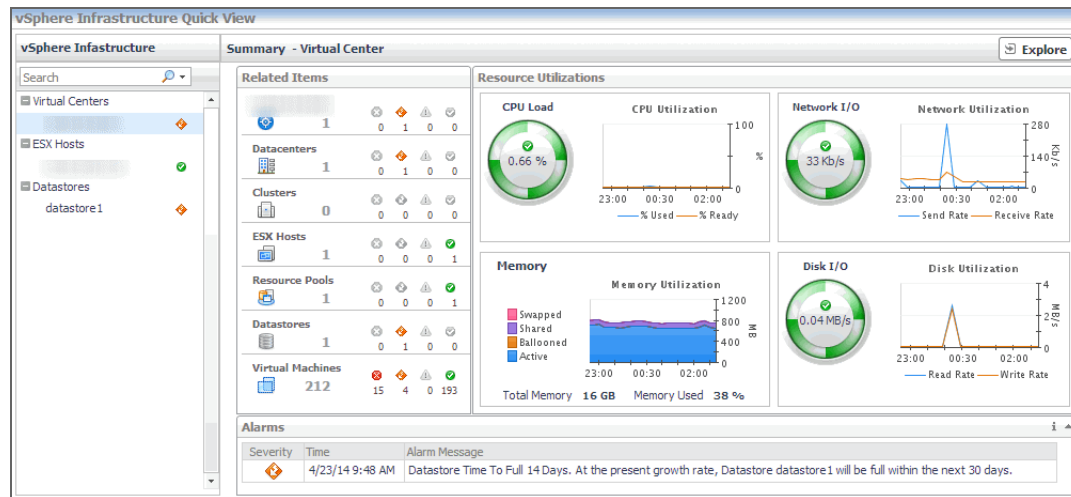 vSphere Infrastructure Quick View
vSphere Infastructure
Search
Virtual Centers
ESX Hosts
Datastores
datastore1
Summary - Virtual Center
Explore
Related Items
1
0 1 0 0
Datacenters
1
0 1 0 0
Clusters
0
0 0 0 0
ESX Hosts
1
0 0 0 1
Resource Pools
1
0 0 0 1
Datastores
1
0 1 0 0
Virtual Machines
212
15 4 0 193
Resource Utilizations
CPU Load
0.66 %
CPU Utilization
100
%
0
23:00 00:30 02:00
% Used % Ready
Network I/O
33 Kb/s
Network Utilization
280
140
Kb/s
0
23:00 00:30 02:00
Send Rate Receive Rate
Memory
Memory Utilization
Swapped
Shared
Ballooned
Active
1200
800
400
0
MB
23:00 00:30 02:00
Total Memory 16 GB Memory Used 38 %
Disk I/O
0.04 MB/s
Disk Utilization
4
2
0
MB/s
23:00 00:30 02:00
Read Rate Write Rate
Alarms
i
Severity Time Alarm Message
4/23/14 9:48 AM Datastore Time To Full 14 Days. At the present growth rate, Datastore datastore1 will be full within the next 30 days.